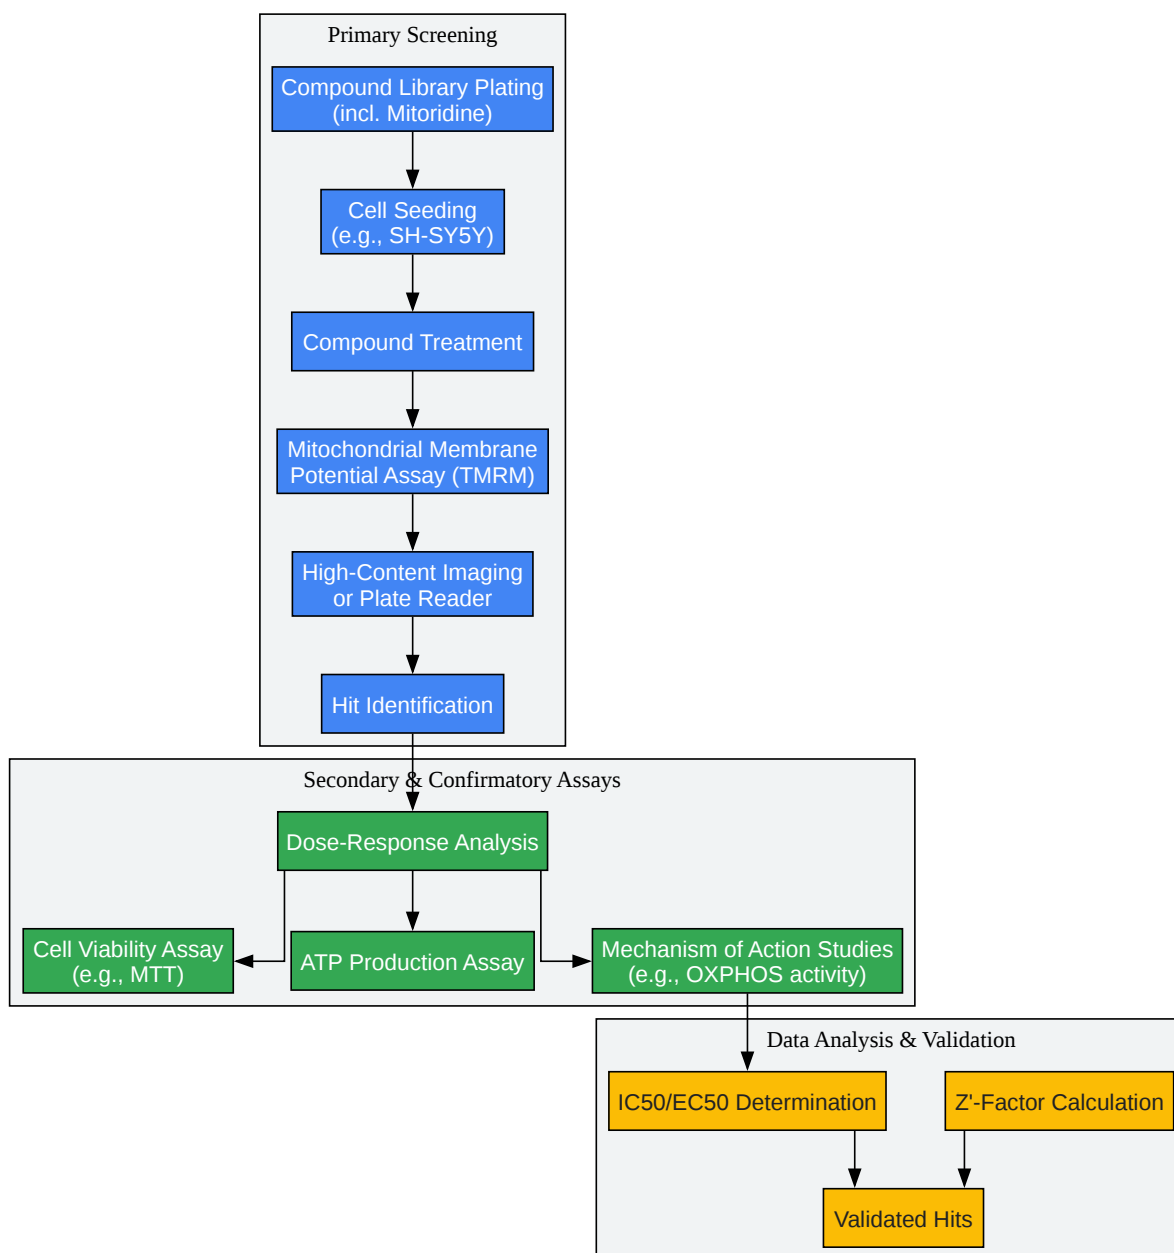 Primary Screening
Compound Library Plating
(incl. Mitoridine)
Cell Seeding
(e.g., SH-SY5Y)
Compound Treatment
Mitochondrial Membrane
Potential Assay (TMRM)
High-Content Imaging
or Plate Reader
Hit Identification
Secondary & Confirmatory Assays
Dose-Response Analysis
Cell Viability Assay
(e.g., MTT)
ATP Production Assay
Mechanism of Action Studies
(e.g., OXPHOS activity)
Data Analysis & Validation
IC50/EC50 Determination
Z'-Factor Calculation
Validated Hits